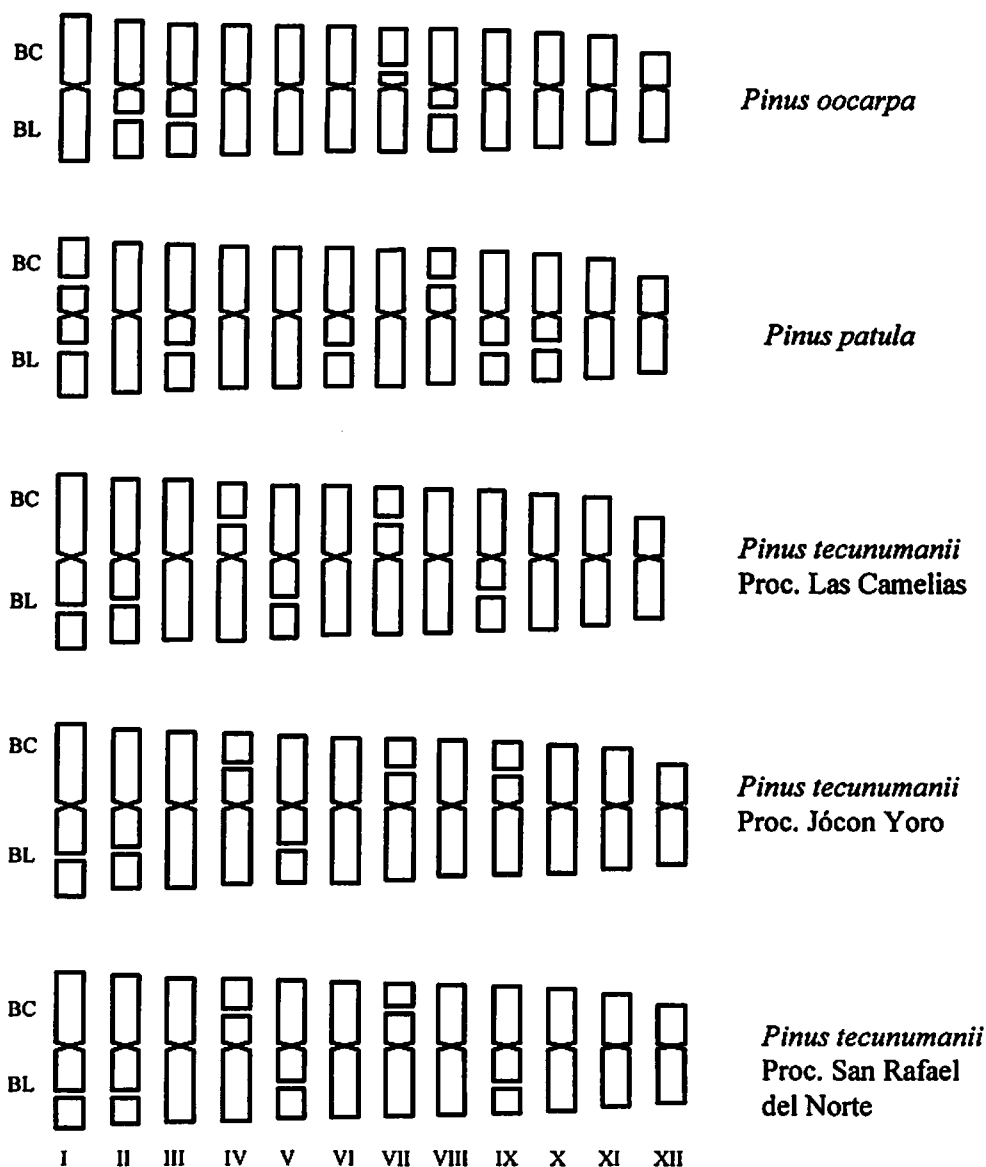 BC
BL
Pinus oocarpa
BC
BL
Pinus patula
BC
BL
Pinus tecunumanii
Proc. Las Camelias
BC
BL
Pinus tecunumanii
Proc. Jócon Yoro
BC
BL
Pinus tecunumanii
Proc. San Rafael
del Norte
I II III IV V VI VII VIII IX X XI XII